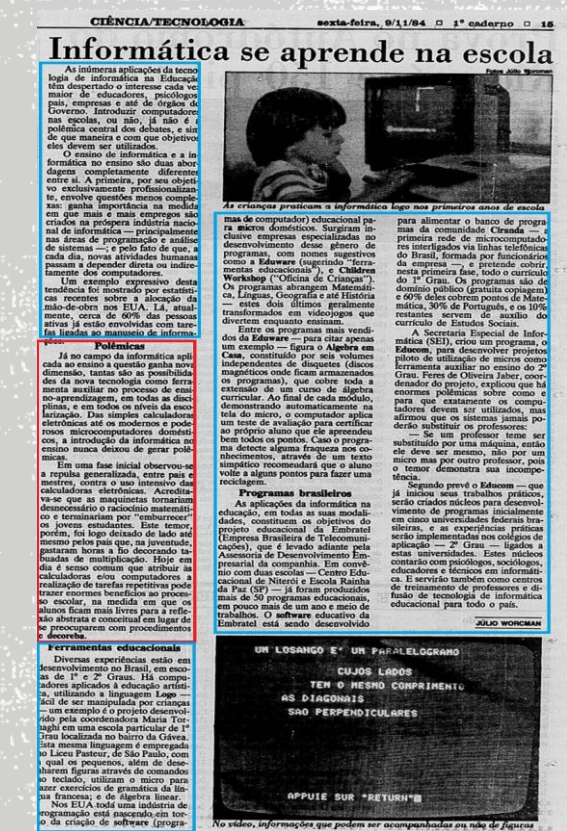 CIÊNCIA/TECNOLOGIA sexta-feira, 9/11/84 □ 1º caderno □ 15
Informática se aprende na escola
Fotos Júlio Worcman
As inúmeras aplicações da tecno
logia de informática na Educação
têm despertado o interesse cada vez
maior de educadores, psicólogos
pais, empresas e até de órgãos do
Governo. Introduzir computadores
nas escolas, ou não, já não é a
polêmica central dos debates, e sim
de que maneira e com que objetivos
eles devem ser utilizados.
O ensino de informática e a in-
formática no ensino são duas abor-
dagens completamente diferentes
entre si. A primeira, por seu objeti-
vo exclusivamente profissionalizan-
te, envolve questões menos comple-
xas: ganha importância na medida
em que mais e mais empregos são
criados na próspera indústria nacio-
nal de informática — principalmente
nas áreas de programação e análise
de sistemas —; e pelo fato de que, a
cada dia, novas atividades humanas
passam a depender direta ou indire-
tamente dos computadores.
Um exemplo expressivo desta
tendência foi mostrado por estatísti-
cas recentes sobre a alocação da
mão-de-obra nos EUA. Lá, atual-
mente, cerca de 60% das pessoas
ativas já estão envolvidas com tare-
fas ligadas ao manuseio de informa-
ções.
Polêmicas
Já no campo da informática apli
cada ao ensino a questão ganha nova
dimensão, tantas são as possibilida-
des da nova tecnologia como ferra-
menta auxiliar no processo de ensi-
no-aprendizagem, em todas as disci-
plinas, e em todos os níveis da esco-
larização. Das simples calculadoras
eletrônicas até os modernos e pode-
rosos microcomputadores domésti-
cos, a introdução da informática no
ensino nunca deixou de gerar polê-
micas.
Em uma fase inicial observou-se
a repulsa generalizada, entre pais e
mestres, contra o uso intensivo das
calculadoras eletrônicas. Acredita-
va-se que as maquinetas tornariam
desnecessário o raciocínio matemáti-
co e terminariam por "emburrecer"
os jovens estudantes. Este temor,
porém, foi logo deixado de lado até
mesmo pelos pais que, na juventude,
gastaram horas a fio decorando ta-
buadas de multiplicação. Hoje em
dia é senso comum que atribuir às
calculadoras e/ou computadores a
realização de tarefas repetitivas pode
trazer enormes benefícios ao proces-
so escolar, na medida em que os
alunos ficam mais livres para a refle-
xão abstrata e conceitual em lugar de
se preocuparem com procedimentos
e decoreba.
Ferramentas educacionais
Diversas experiências estão em
desenvolvimento no Brasil, em esco-
las de 1º e 2º Graus. Há compu-
tadores aplicados à educação artísti-
ca, utilizando a linguagem Logo —
fácil de ser manipulada por crianças
— um exemplo é o projeto desenvol-
vido pela coordenadora Maria Tor-
naghi em uma escola particular de 1º
Grau localizada no bairro da Gávea.
Esta mesma linguagem é empregada
no Liceu Pasteur, de São Paulo, com
o qual os pequenos, além de dese-
nharem figuras através de comandos
no teclado, utilizam o micro para
fazer exercícios de gramática da lín-
gua francesa; e de álgebra linear.
Nos EUA toda uma indústria de
programação está nascendo em tor-
no da criação de software (progra-
As crianças praticam a informática logo nos primeiros anos de escola
mas de computador) educacional pa-
ra micros domésticos. Surgiram in-
clusive empresas especializadas no
desenvolvimento desse gênero de
programas, com nomes sugestivos
como a Eduware (sugerindo "ferra-
mentas educacionais"), e Children
Workshop ("Oficina de Crianças").
Os programas abrangem Matemáti-
ca, Línguas, Geografia e até História
— estes dois últimos geralmente
transformados em videojogos que
divertem enquanto ensinam.
Entre os programas mais vendi-
dos da Eduware — para citar apenas
um exemplo — figura o Algebra em
Casa, constituído por seis volumes
independentes de disquetes (discos
magnéticos onde ficam armazenados
os programas), que cobre toda a
extensão de um curso de álgebra
curricular. Ao final de cada módulo,
demonstrando automaticamente na
tela do micro, o computador aplica
um teste de avaliação para certificar
ao próprio aluno que ele apreendeu
bem todos os pontos. Caso o progra-
ma detecte alguma fraqueza nos co-
nhecimentos, através de um texto
simpático recomendará que o aluno
volte a alguns pontos para fazer uma
reciclagem.
Programas brasileiros
As aplicações da informática na
educação, em todas as suas modali-
dades, constituem os objetivos do
projeto educacional da Embratel
(Empresa Brasileira de Telecomuni-
cações), que é levado adiante pela
Assessoria de Desenvolvimento Em-
presarial da companhia. Em convê-
nio com duas escolas — Centro Edu-
cacional de Niterói e Escola Rainha
da Paz (SP) — já foram produzidos
mais de 50 programas educacionais,
em pouco mais de um ano e meio de
trabalhos. O software educativo da
Embratel está sendo desenvolvido
para alimentar o banco de progra
mas da comunidade Ciranda — a
primeira rede de microcomputado-
res interligados via linhas telefônicas
do Brasil, formada por funcionários
da empresa —, e pretende cobrir,
nesta primeira fase, todo o currículo
do 1º Grau. Os programas são de
domínio público (gratuita copiagem)
e 60% deles cobrem pontos de Mate-
mática, 30% de Português, e os 10%
restantes servem de auxílio do
currículo de Estudos Sociais.
A Secretaria Especial de Infor-
mática (SEI), criou um programa, o
Educom, para desenvolver projetos
piloto de utilização de micros como
ferramenta auxiliar no ensino do 2º
Grau. Feres de Oliveira Jaber, coor-
denador do projeto, explicou que há
enormes polêmicas sobre como e
para que exatamente os compu-
tadores devem ser utilizados, mas
afirmou que os sistemas jamais po-
derão substituir os professores:
— Se um professor teme ser
substituído por uma máquina, então
ele deve ser mesmo, não por um
micro mas por outro professor, pois
o temor demonstra sua incompe-
tência.
Segundo prevê o Educom — que
já iniciou seus trabalhos práticos,
serão criados núcleos para desenvol-
vimento de programas inicialmente
em cinco universidades federais bra-
sileiras, e as experiências práticas
serão implementadas nos colégios de
aplicação — 2º Grau — ligados a
estas universidades. Estes núcleos
contarão com psicólogos, sociólogos,
educadores e técnicos em informáti-
ca. E servirão também como centros
de treinamento de professores e di-
fusão de tecnologia de informática
educacional para todo o país.
JÚLIO WORCMAN
UM LOSANGO E' UM PARALELOGRAMO
CUJOS LADOS
TEM O MESMO COMPRIMENTO
AS DIAGONAIS
SAO PERPENDICULARES
APPUIE SUR "RETURN"
No vídeo, informações que podem ser acompanhadas ou não de figuras